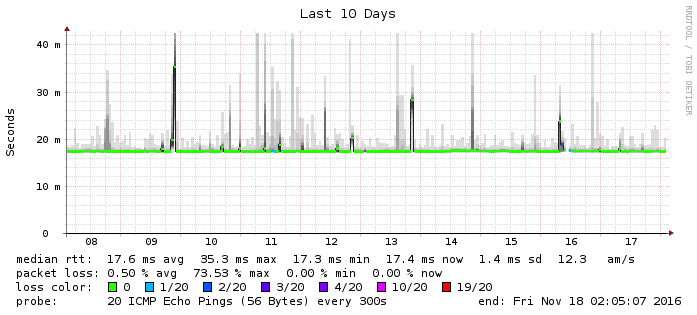 Last 10 Days
RRDTOOL / TOBI OETIKER
Seconds
40 m
30 m
20 m
10 m
0
08 09 10 11 12 13 14 15 16 17
median rtt: 17.6 ms avg 35.3 ms max 17.3 ms min 17.4 ms now 1.4 ms sd 12.3 am/s
packet loss: 0.50 % avg 73.53 % max 0.00 % min 0.00 % now
loss color: 0 1/20 2/20 3/20 4/20 10/20 19/20
probe: 20 ICMP Echo Pings (56 Bytes) every 300s end: Fri Nov 18 02:05:07 2016